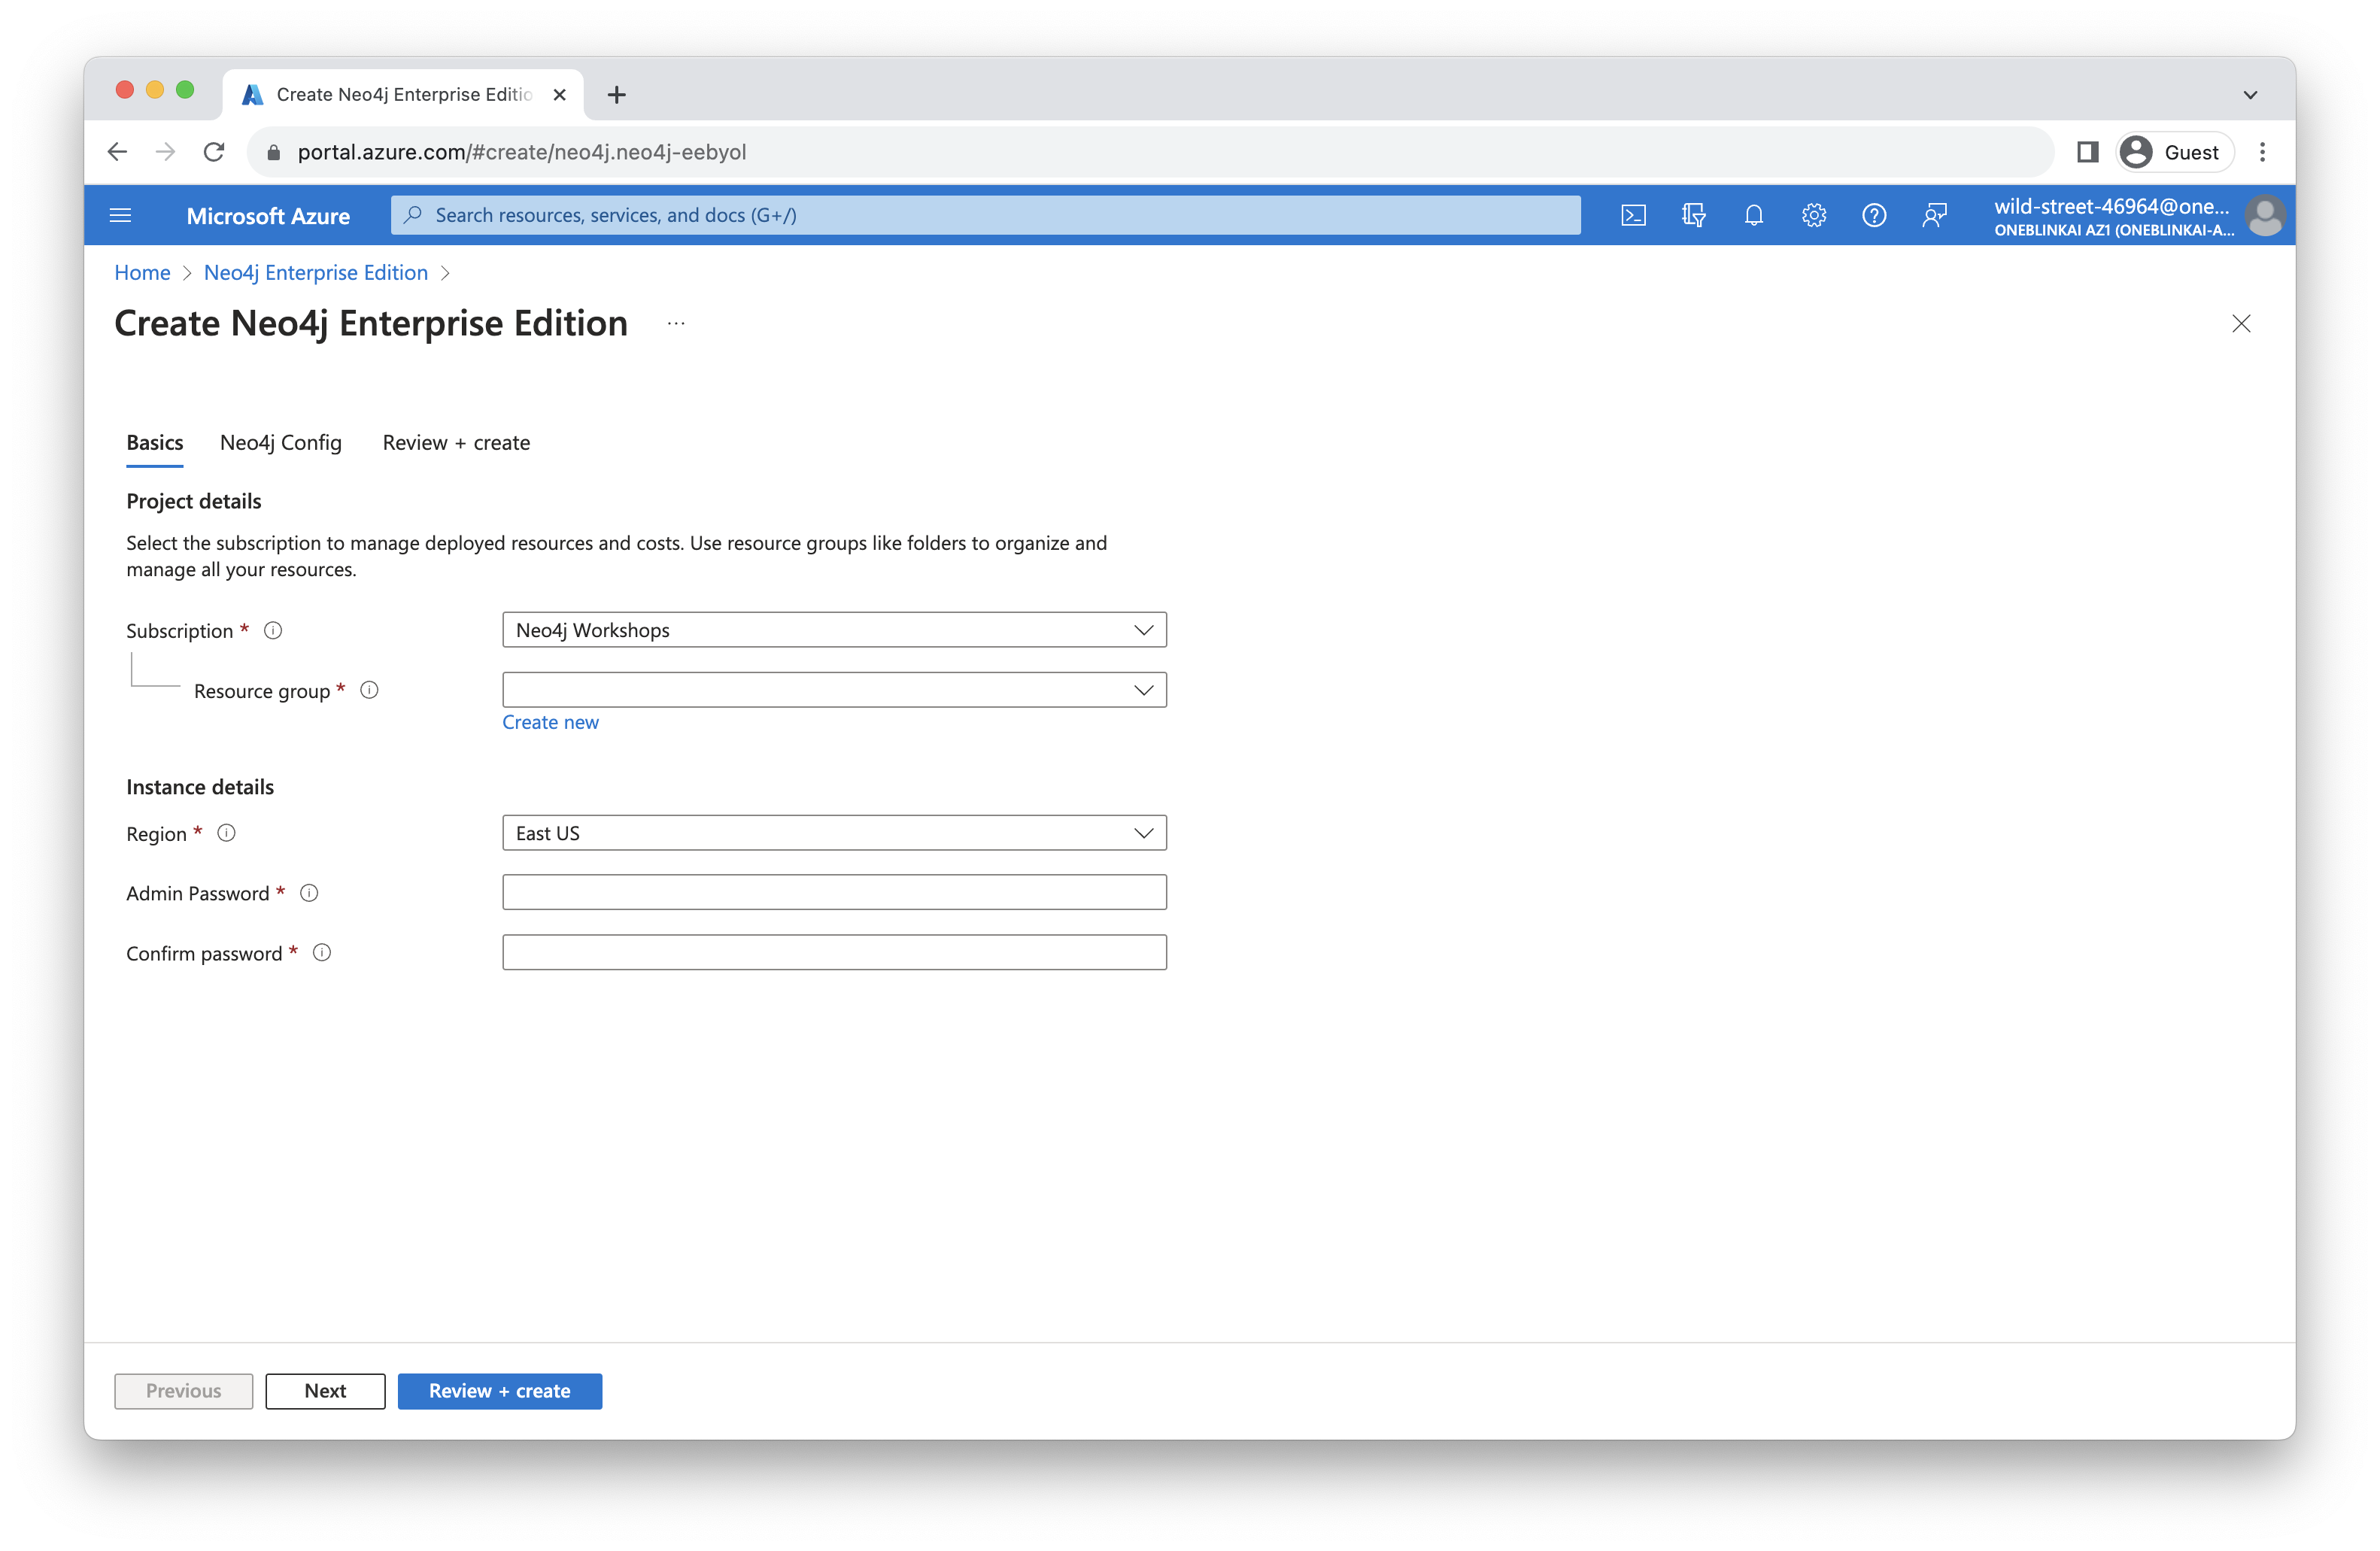 Create Neo4j Enterprise Editio
portal.azure.com/#create/neo4j.neo4j-eebyol
Guest
Microsoft Azure
Search resources, services, and docs (G+/)
wild-street-46964@one...
ONEBLINKAI AZ1 (ONEBLINKAI-A...
Home > Neo4j Enterprise Edition >
Create Neo4j Enterprise Edition ...
Basics Neo4j Config Review + create
Project details
Select the subscription to manage deployed resources and costs. Use resource groups like folders to organize and
manage all your resources.
Subscription * Neo4j Workshops
Resource group *
Create new
Instance details
Region * East US
Admin Password *
Confirm password *
Previous Next Review + create